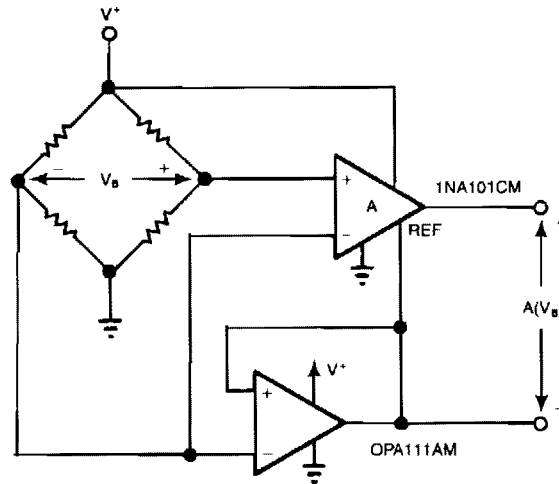 V⁺
− V_B +
+
A
−
1NA101CM
REF
A(V_B
+
−
V⁺
OPA111AM
−